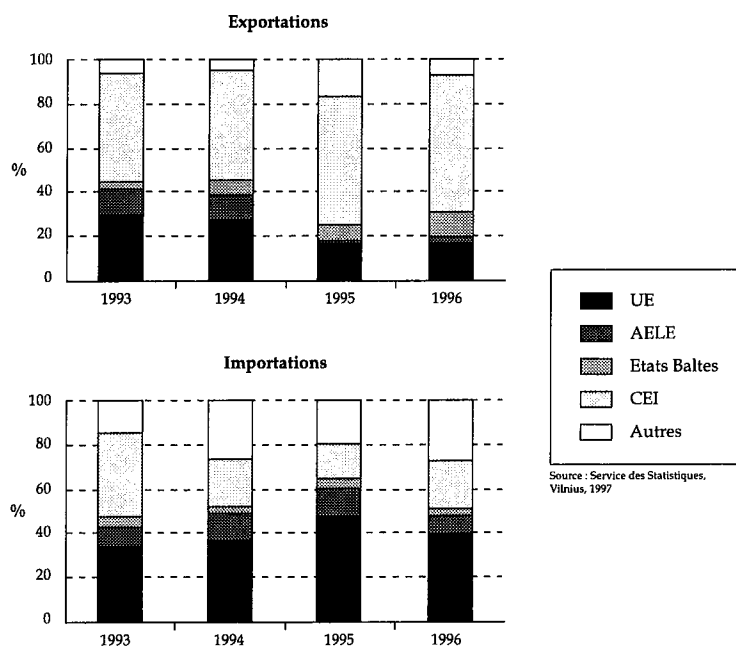 Exportations
100
80
60
%
40
20
0
1993 1994 1995 1996
UE
AELE
Etats Baltes
CEI
Autres
Source : Service des Statistiques,
Vilnius, 1997
Importations
100
80
60
%
40
20
0
1993 1994 1995 1996